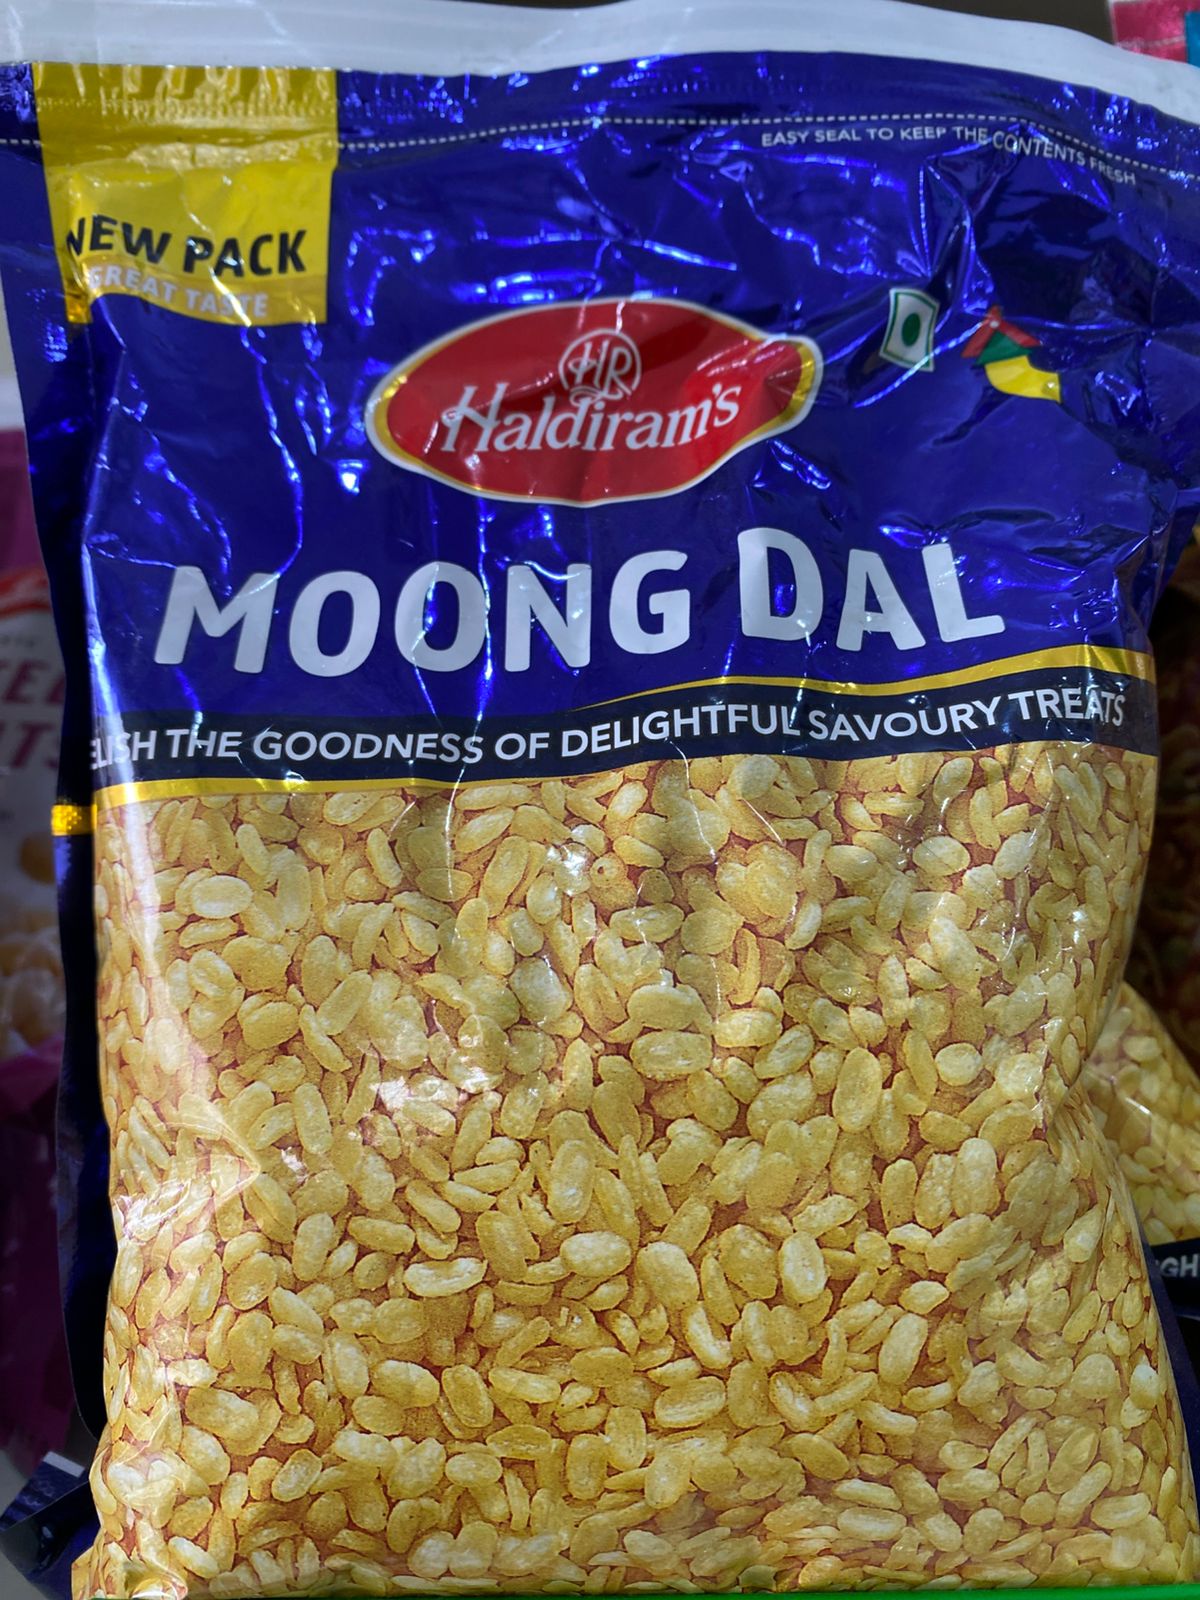 EASY SEAL TO KEEP THE CONTENTS FRESH
NEW PACK
GREAT TASTE
HR
Haldiram's
MOONG DAL
ELISH THE GOODNESS OF DELIGHTFUL SAVOURY TREATS